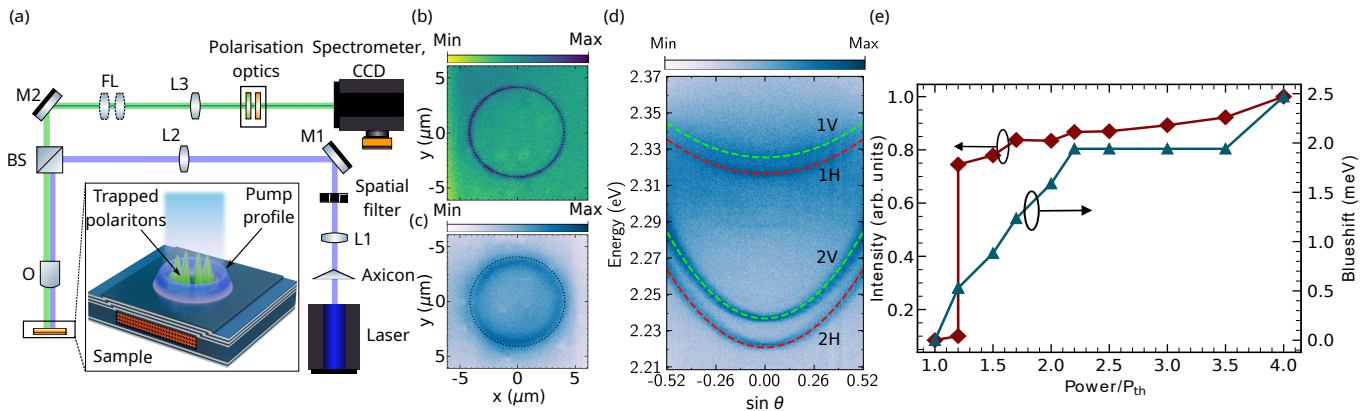 (a)
M2
FL
L3
Polarisation
optics
Spectrometer,
CCD
BS
L2
M1
Trapped
polaritons
Pump
profile
Spatial
filter
L1
Axicon
O
Laser
Sample
(b)
Min Max
5
0
-5
y (μm)
(c)
Min Max
-5
0
5
y (μm)
-5 0 5
x (μm)
(d)
Min Max
2.37
2.35
2.33
2.31
2.29
2.27
2.25
2.23
2.21
Energy (eV)
1V
1H
2V
2H
-0.52 -0.26 0.00 0.26 0.52
sin θ
(e)
1.0
0.8
0.6
0.4
0.2
Intensity (arb. units)
2.5
2.0
1.5
1.0
0.5
0.0
Blueshift (meV)
1.0 1.5 2.0 2.5 3.0 3.5 4.0
Power/Pth